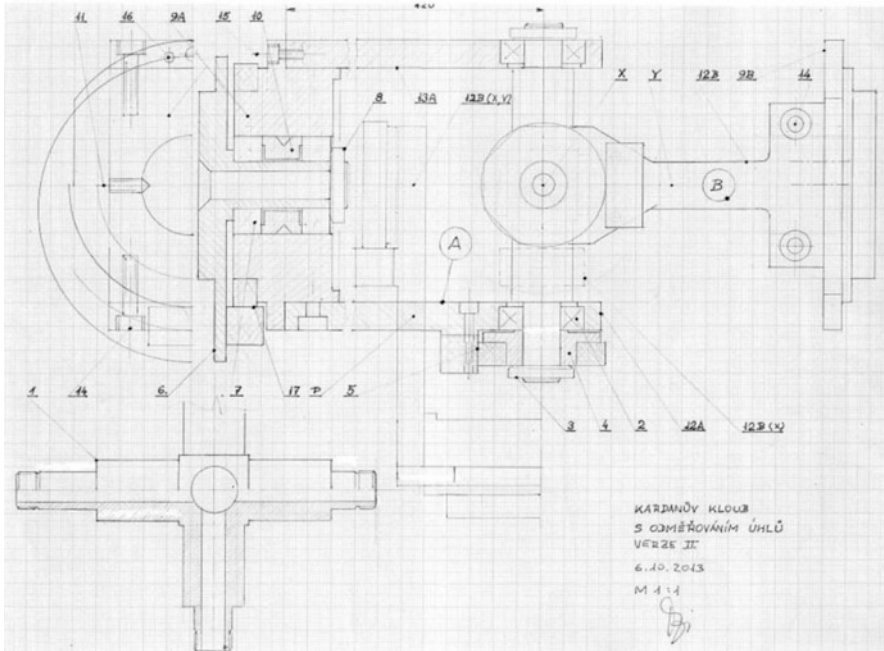 420
11 16 9A 15 10
X Y 12B 9B 14
8 13A 12B (X,Y)
B
A
1 14 6 7 17 P 5
3 4 2 12A 12B (X)
KARDANŮV KLOUB
S ODMĚŘOVÁNÍM ÚHLŮ
VERZE II
6.10.2013
M 1:1